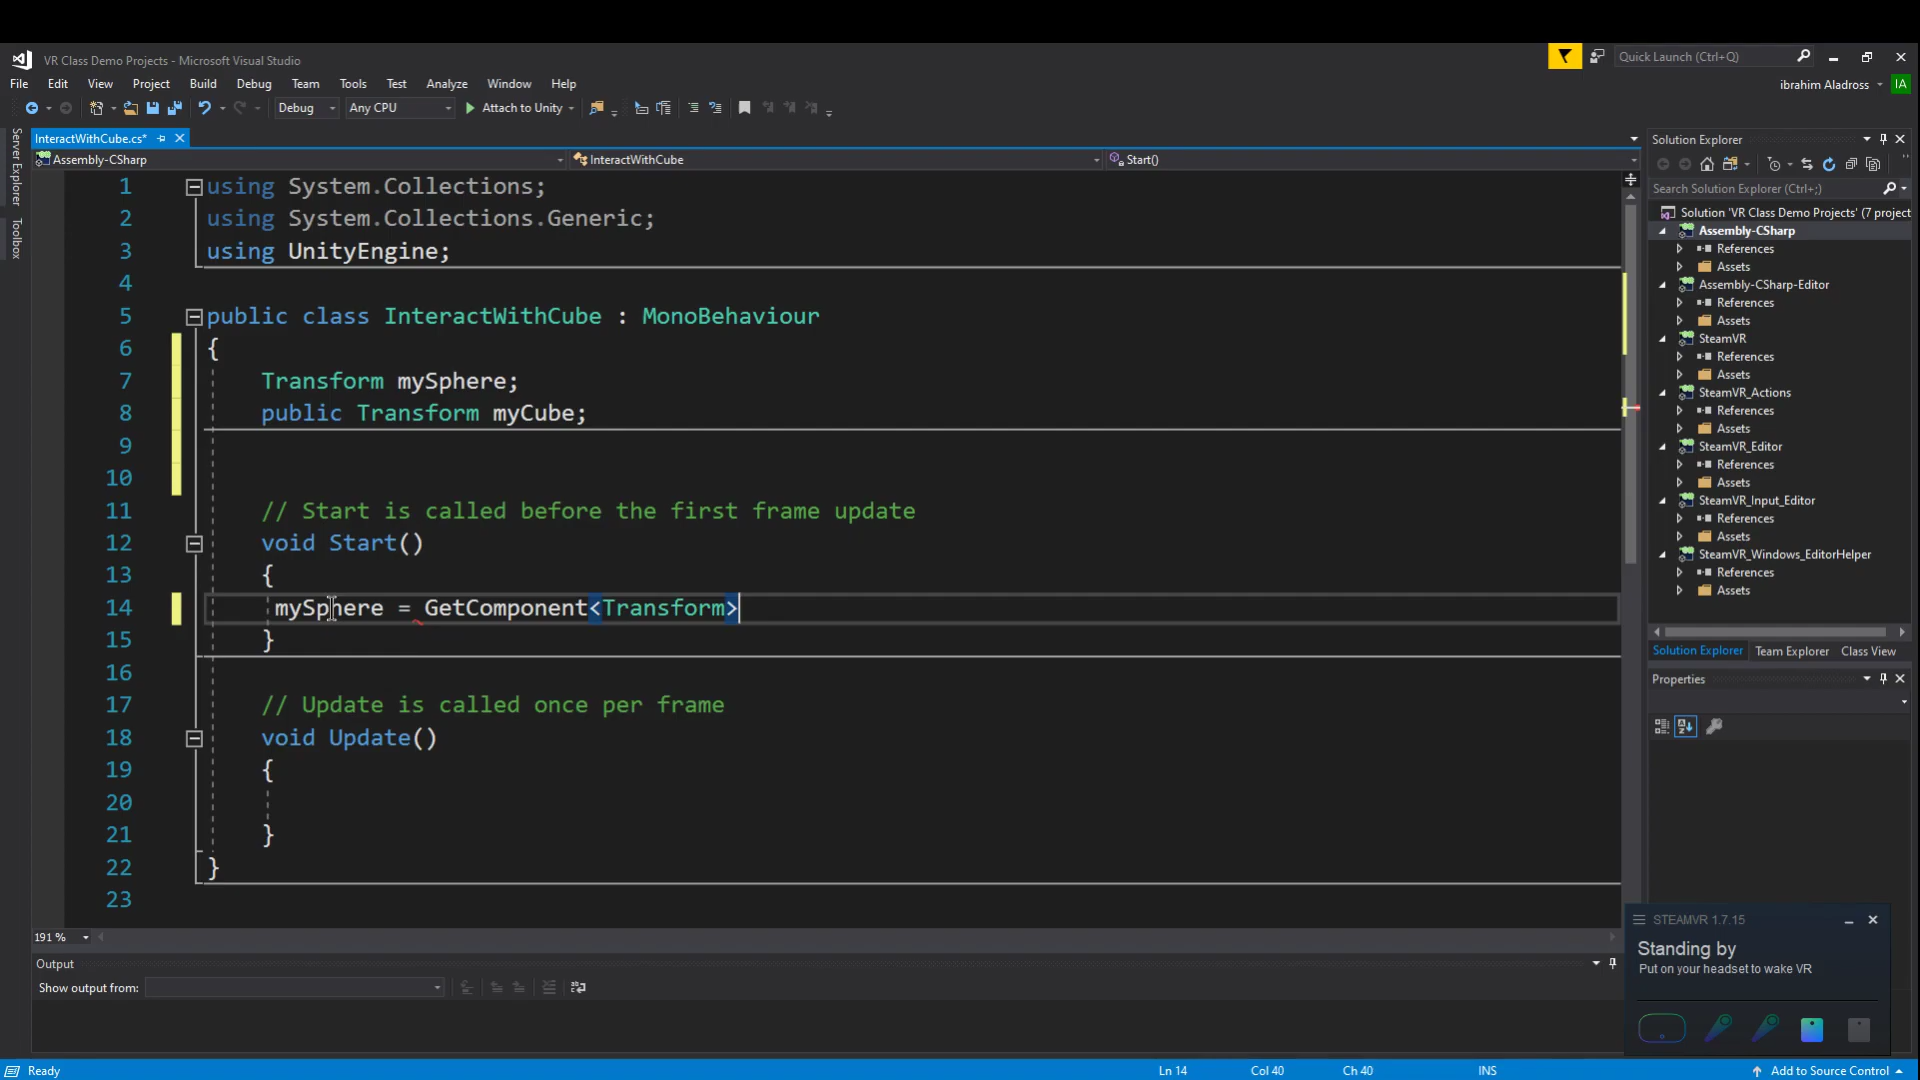 VR Class Demo Projects - Microsoft Visual Studio
Quick Launch (Ctrl+Q)
File Edit View Project Build Debug Team Tools Test Analyze Window Help
ibrahim Aladross
IA
Debug
Any CPU
Attach to Unity
Server Explorer
Toolbox
InteractWithCube.cs*
Assembly-CSharp
InteractWithCube
Start()
1 using System.Collections;
2 using System.Collections.Generic;
3 using UnityEngine;
4
5 public class InteractWithCube : MonoBehaviour
6 {
7 Transform mySphere;
8 public Transform myCube;
9
10
11 // Start is called before the first frame update
12 void Start()
13 {
14 mySphere = GetComponent<Transform>
15 }
16
17 // Update is called once per frame
18 void Update()
19 {
20
21 }
22 }
23
191 %
Output
Show output from:
Solution Explorer
Search Solution Explorer (Ctrl+;)
Solution 'VR Class Demo Projects' (7 project
Assembly-CSharp
References
Assets
Assembly-CSharp-Editor
References
Assets
SteamVR
References
Assets
SteamVR_Actions
References
Assets
SteamVR_Editor
References
Assets
SteamVR_Input_Editor
References
Assets
SteamVR_Windows_EditorHelper
References
Assets
Solution Explorer Team Explorer Class View
Properties
STEAMVR 1.7.15
Standing by
Put on your headset to wake VR
Ready
Ln 14
Col 40
Ch 40
INS
Add to Source Control